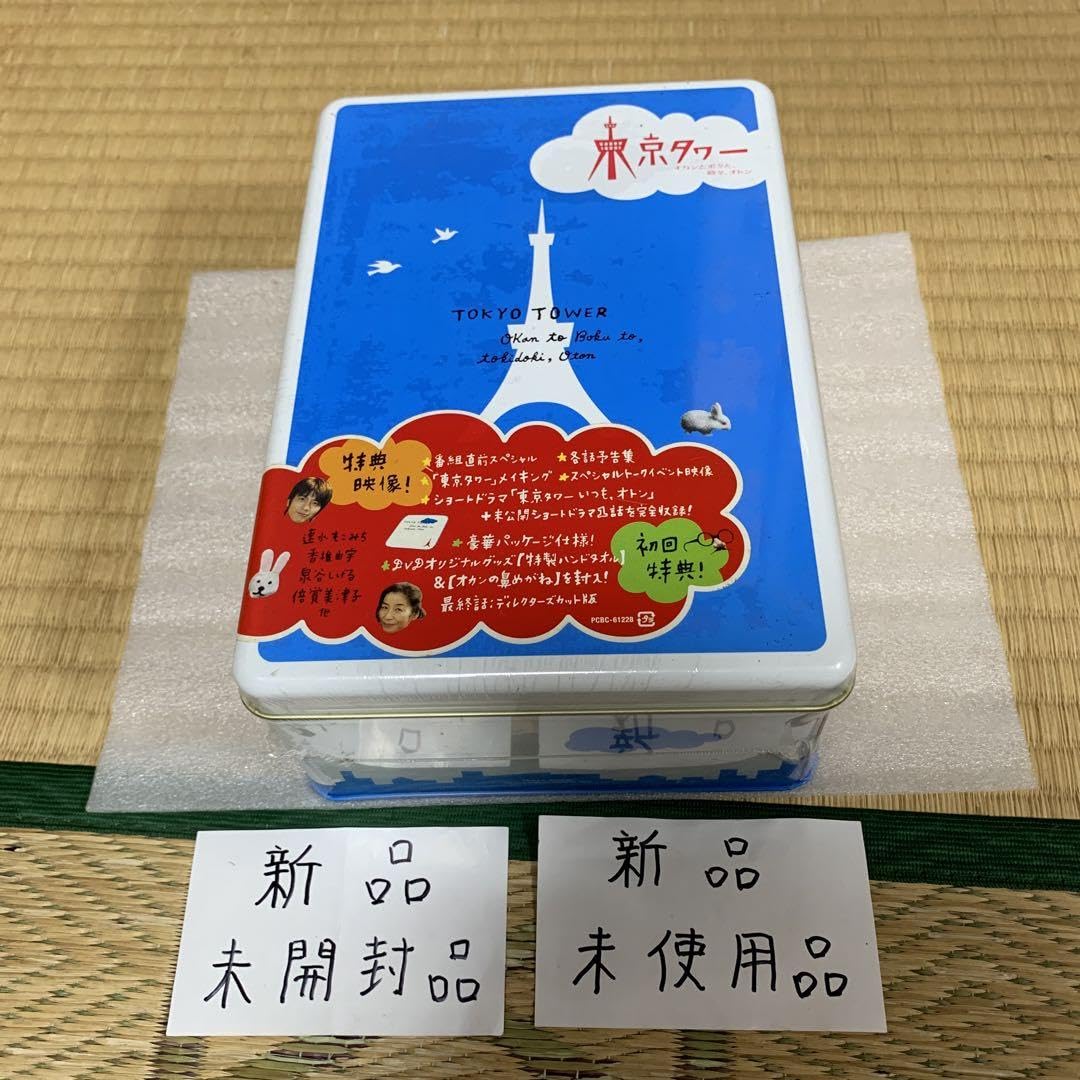 東京タワー
オカンとボクと、
時々、オトン
TOKYO TOWER
OKan to Boku to,
tokidoki, Oton
特典
映像!
★番組直前スペシャル ★各話予告集
★「東京タワー」メイキング ★スペシャルトークイベント映像
★ショートドラマ「東京タワー いつも、オトン」
+未公開ショートドラマ1話を完全収録!
速水もこみち
香椎由宇
泉谷しげる
倍賞美津子
他
★豪華パッケージ仕様!
★DVDオリジナルグッズ【特製ハンドタオル】
&【オカンの鼻めがね】を封入!
最終話:ディレクターズカット版
初回
特典!
PCBC-61228
新品
未開封品
新品
未使用品